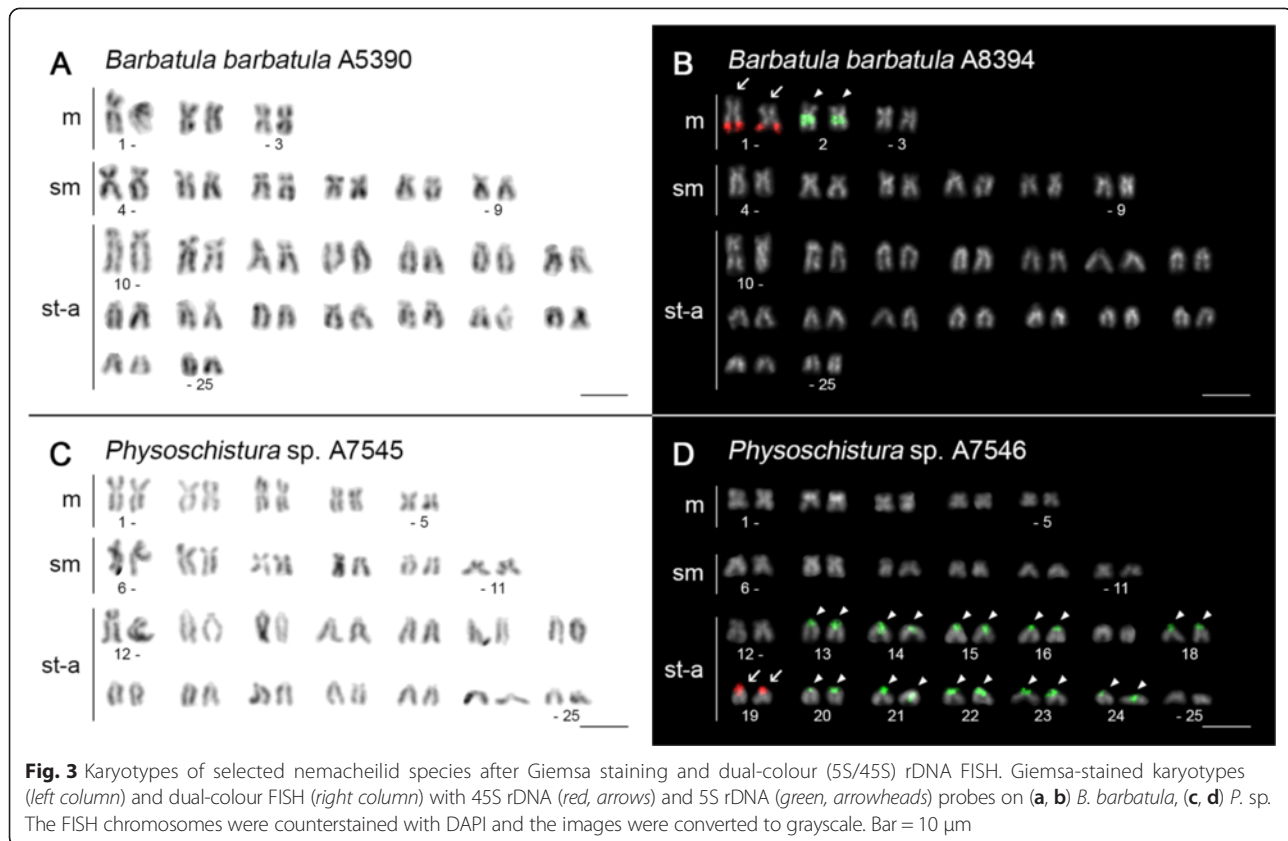 A Barbatula barbatula A5390
m
1 - - 3
sm
4 - - 9
10 -
st-a
- 25
B Barbatula barbatula A8394
m
1 - 2 - 3
sm
4 - - 9
10 -
st-a
- 25
C Physoschistura sp. A7545
m
1 - - 5
sm
6 - - 11
12 -
st-a
- 25
D Physoschistura sp. A7546
m
1 - - 5
sm
6 - - 11
12 - 13 14 15 16 18
st-a
19 20 21 22 23 24 - 25
Fig. 3 Karyotypes of selected nemacheilid species after Giemsa staining and dual-colour (5S/45S) rDNA FISH. Giemsa-stained karyotypes
(left column) and dual-colour FISH (right column) with 45S rDNA (red, arrows) and 5S rDNA (green, arrowheads) probes on (a, b) B. barbatula, (c, d) P. sp.
The FISH chromosomes were counterstained with DAPI and the images were converted to grayscale. Bar = 10 μm